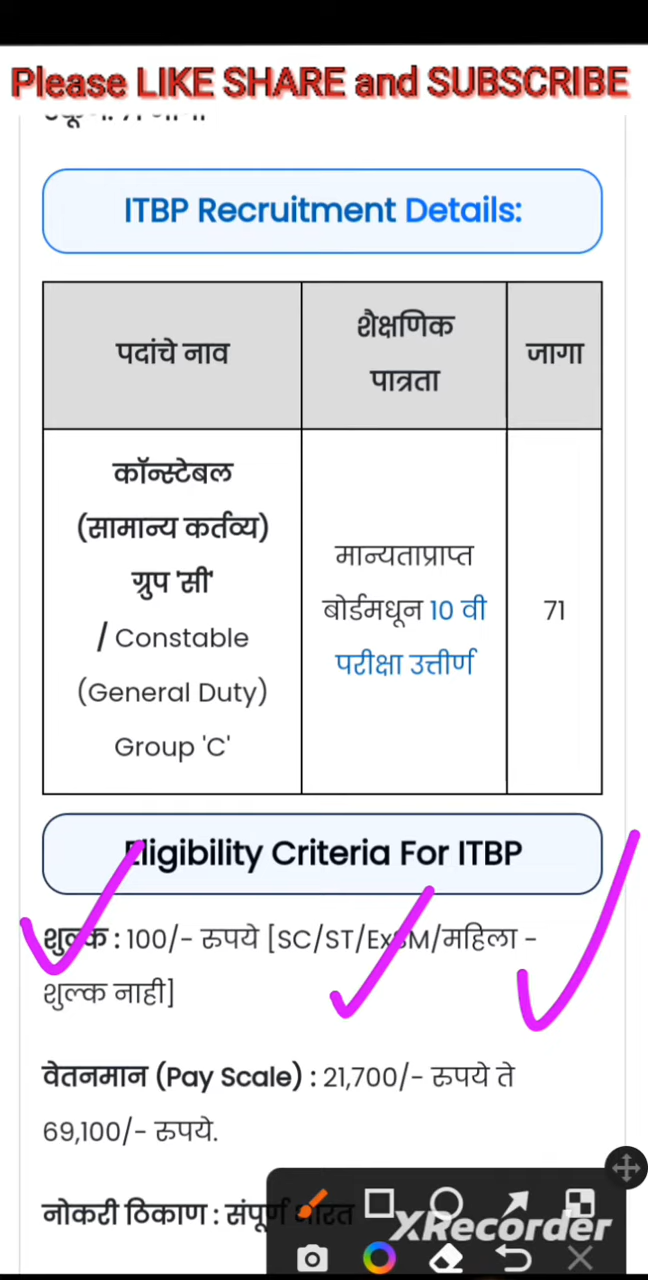 Please LIKE SHARE and SUBSCRIBE
ITBP Recruitment Details:
पदांचे नाव
शैक्षणिक
पात्रता
जागा
कॉन्स्टेबल
(सामान्य कर्तव्य)
ग्रुप 'सी'
/ Constable
(General Duty)
Group 'C'
मान्यताप्राप्त
बोर्डमधून 10 वी
परीक्षा उत्तीर्ण
71
Eligibility Criteria For ITBP
शुल्क : 100/- रुपये [SC/ST/ExSM/महिला -
शुल्क नाही]
वेतनमान (Pay Scale) : 21,700/- रुपये ते
69,100/- रुपये.
नोकरी ठिकाण : संपूर्ण भारत
XRecorder